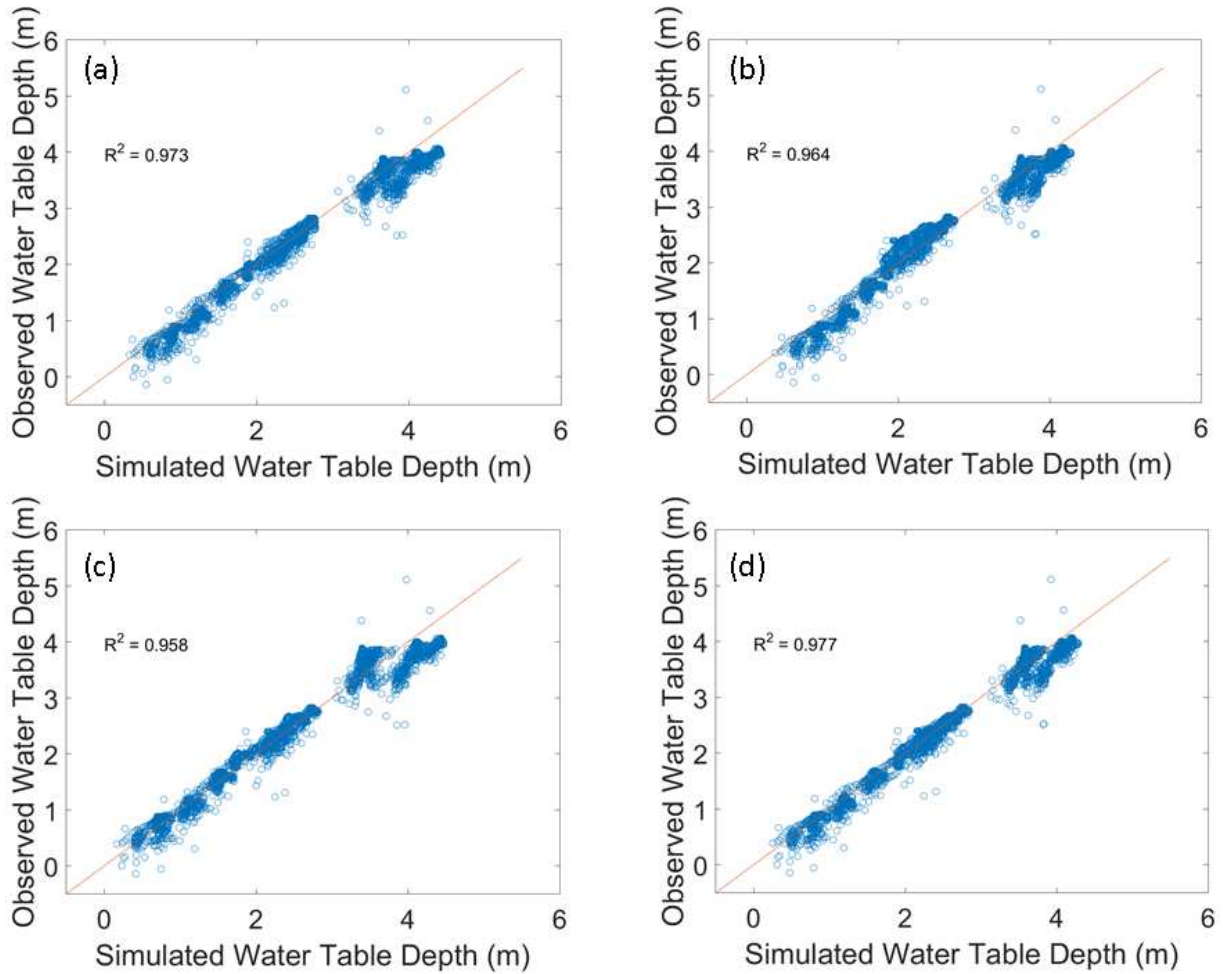 (a)
R² = 0.973
Observed Water Table Depth (m)
6
5
4
3
2
1
0
0 2 4 6
Simulated Water Table Depth (m)
(b)
R² = 0.964
Observed Water Table Depth (m)
6
5
4
3
2
1
0
0 2 4 6
Simulated Water Table Depth (m)
(c)
R² = 0.958
Observed Water Table Depth (m)
6
5
4
3
2
1
0
0 2 4 6
Simulated Water Table Depth (m)
(d)
R² = 0.977
Observed Water Table Depth (m)
6
5
4
3
2
1
0
0 2 4 6
Simulated Water Table Depth (m)